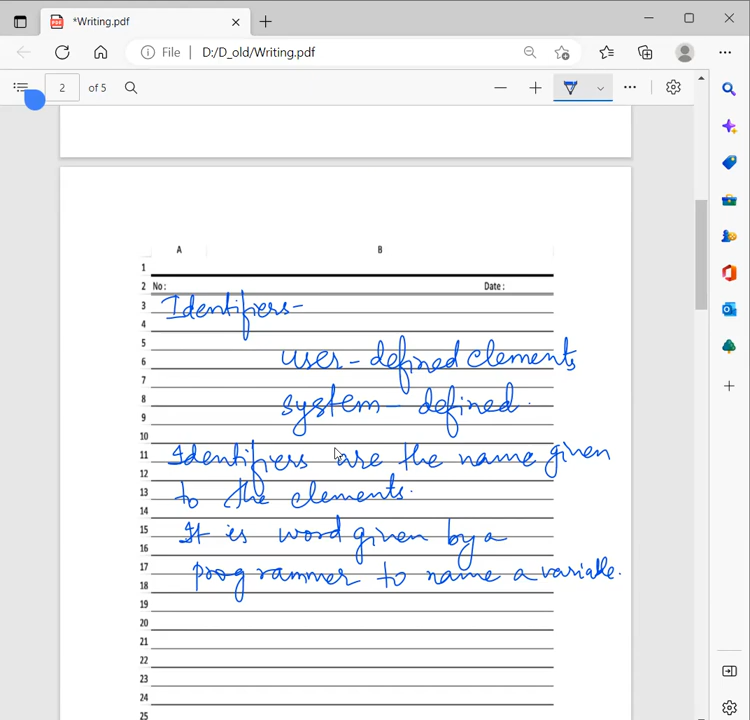 *Writing.pdf
File | D:/D_old/Writing.pdf
2 of 5
A B
1
2 No : Date :
3 Identifiers-
4
5
6 user-defined elements
7
8 system- defined.
9
10
11 Identifiers are the name given
12
13 to the elements.
14
15 It is word given by a
16
17 programmer to name a variable.
18
19
20
21
22
23
24
25